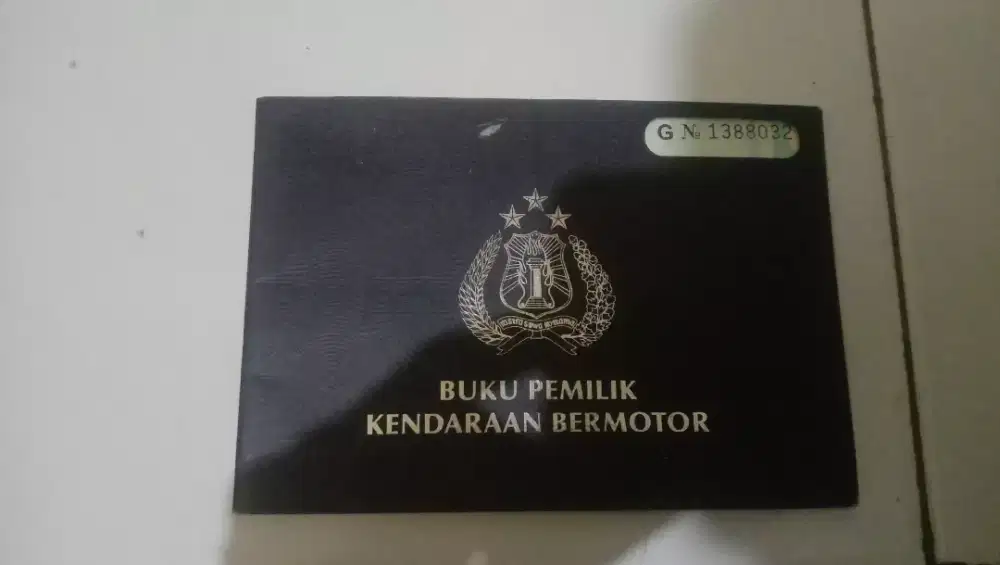 G № 1388032
BUKU PEMILIK
KENDARAAN BERMOTOR